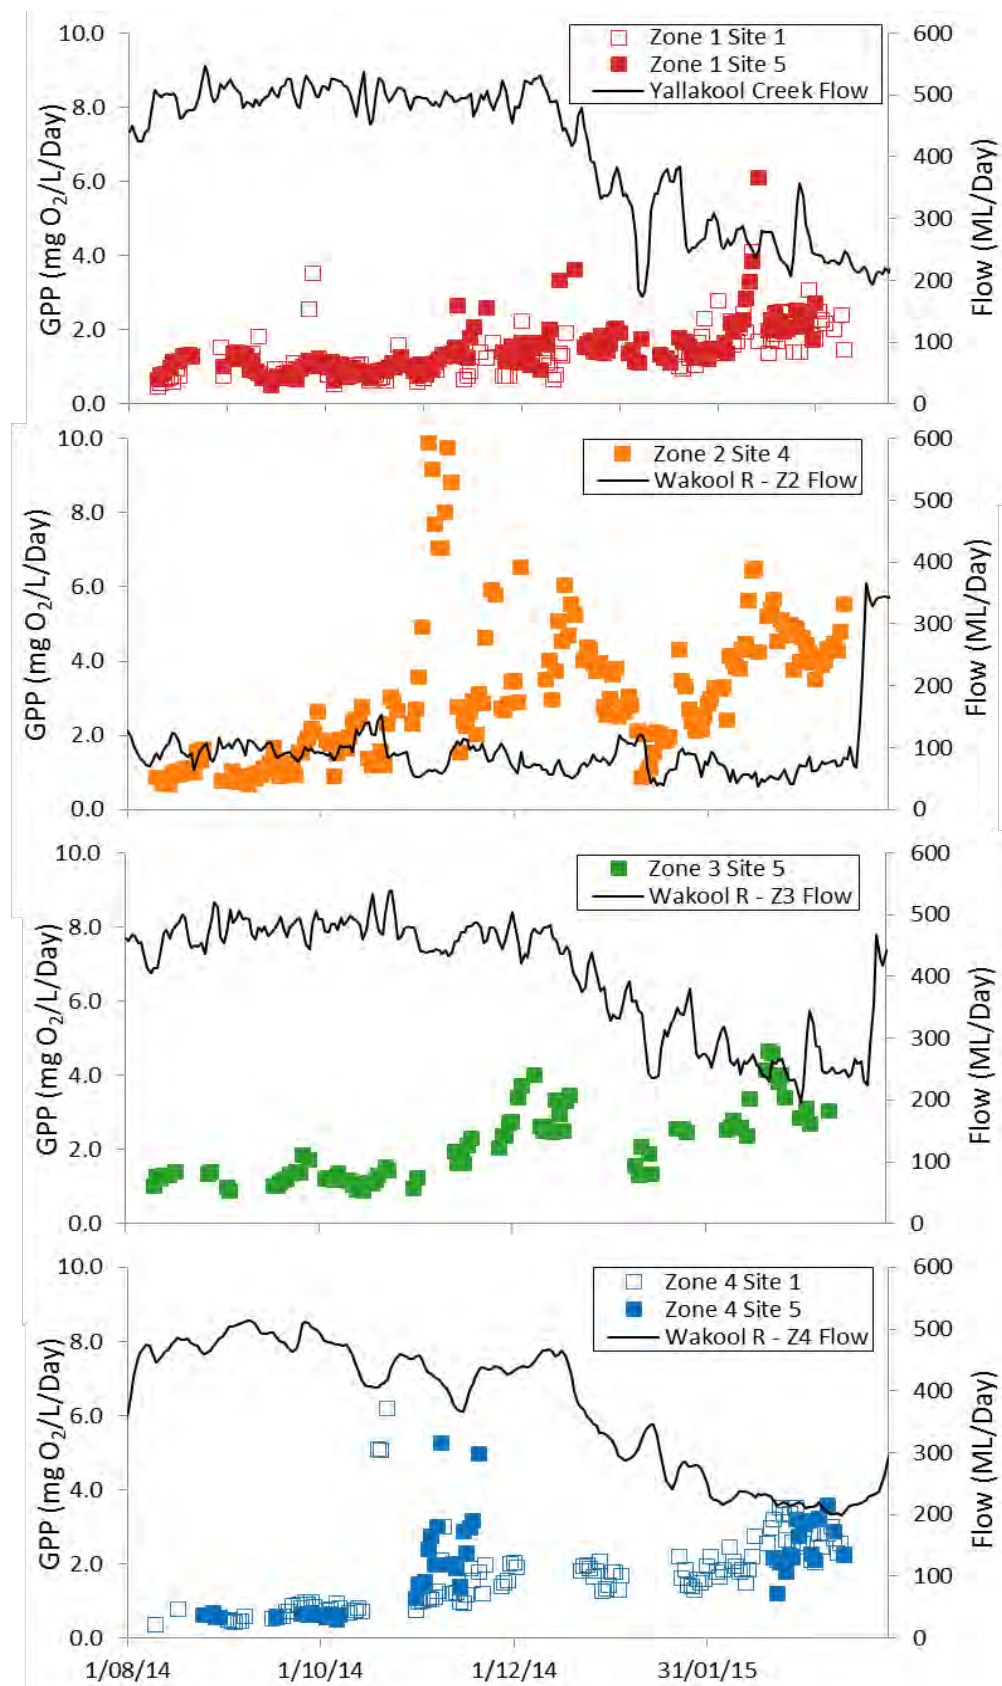 10.0
8.0
6.0
4.0
2.0
0.0
GPP (mg O2/L/Day)
Zone 1 Site 1
Zone 1 Site 5
Yallakool Creek Flow
600
500
400
300
200
100
0
Flow (ML/Day)
10.0
8.0
6.0
4.0
2.0
0.0
GPP (mg O2/L/Day)
Zone 2 Site 4
Wakool R - Z2 Flow
600
500
400
300
200
100
0
Flow (ML/Day)
10.0
8.0
6.0
4.0
2.0
0.0
GPP (mg O2/L/Day)
Zone 3 Site 5
Wakool R - Z3 Flow
600
500
400
300
200
100
0
Flow (ML/Day)
10.0
8.0
6.0
4.0
2.0
0.0
GPP (mg O2/L/Day)
Zone 4 Site 1
Zone 4 Site 5
Wakool R - Z4 Flow
600
500
400
300
200
100
0
Flow (ML/Day)
1/08/14 1/10/14 1/12/14 31/01/15